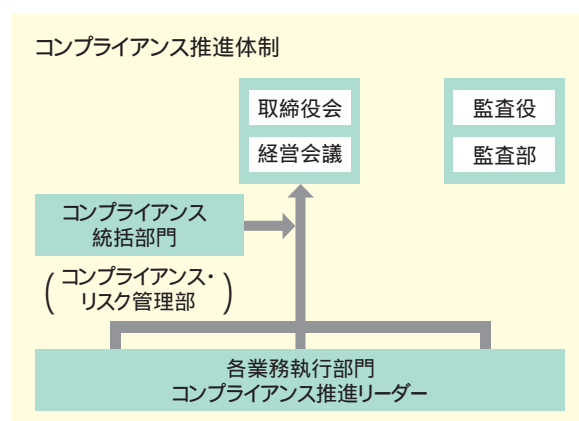 コンプライアンス推進体制
取締役会
経営会議
監査役
監査部
コンプライアンス
統括部門
(コンプライアンス・
リスク管理部)
各業務執行部門
コンプライアンス推進リーダー